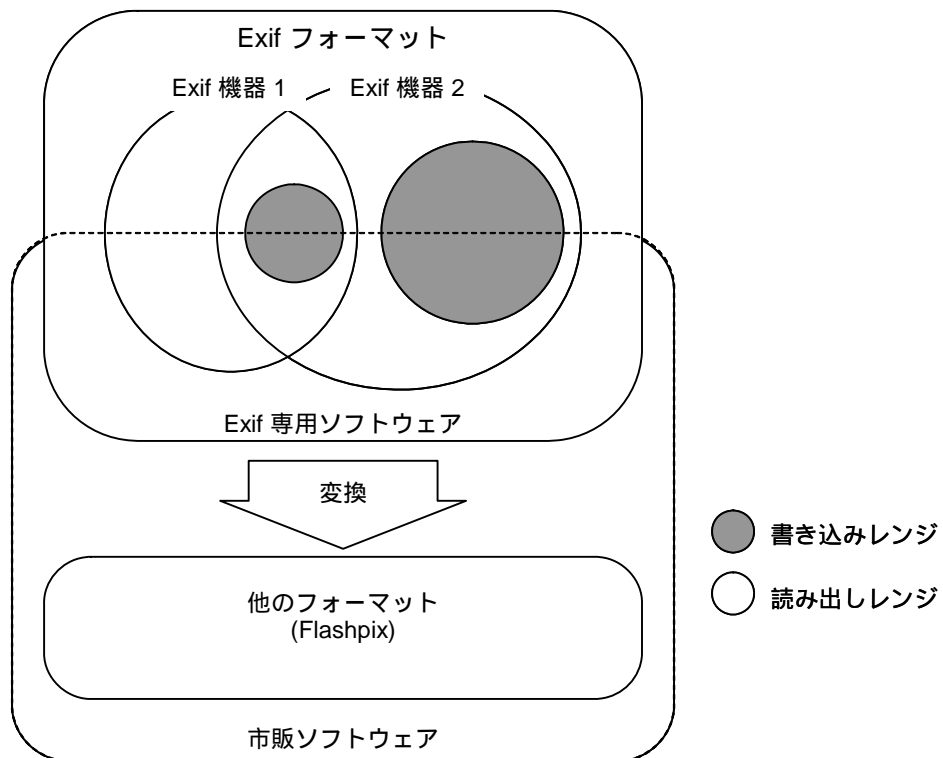 Exif フォーマット
Exif 機器 1
Exif 機器 2
Exif 専用ソフトウェア
変換
他のフォーマット
(Flashpix)
市販ソフトウェア
書き込みレンジ
読み出しレンジ